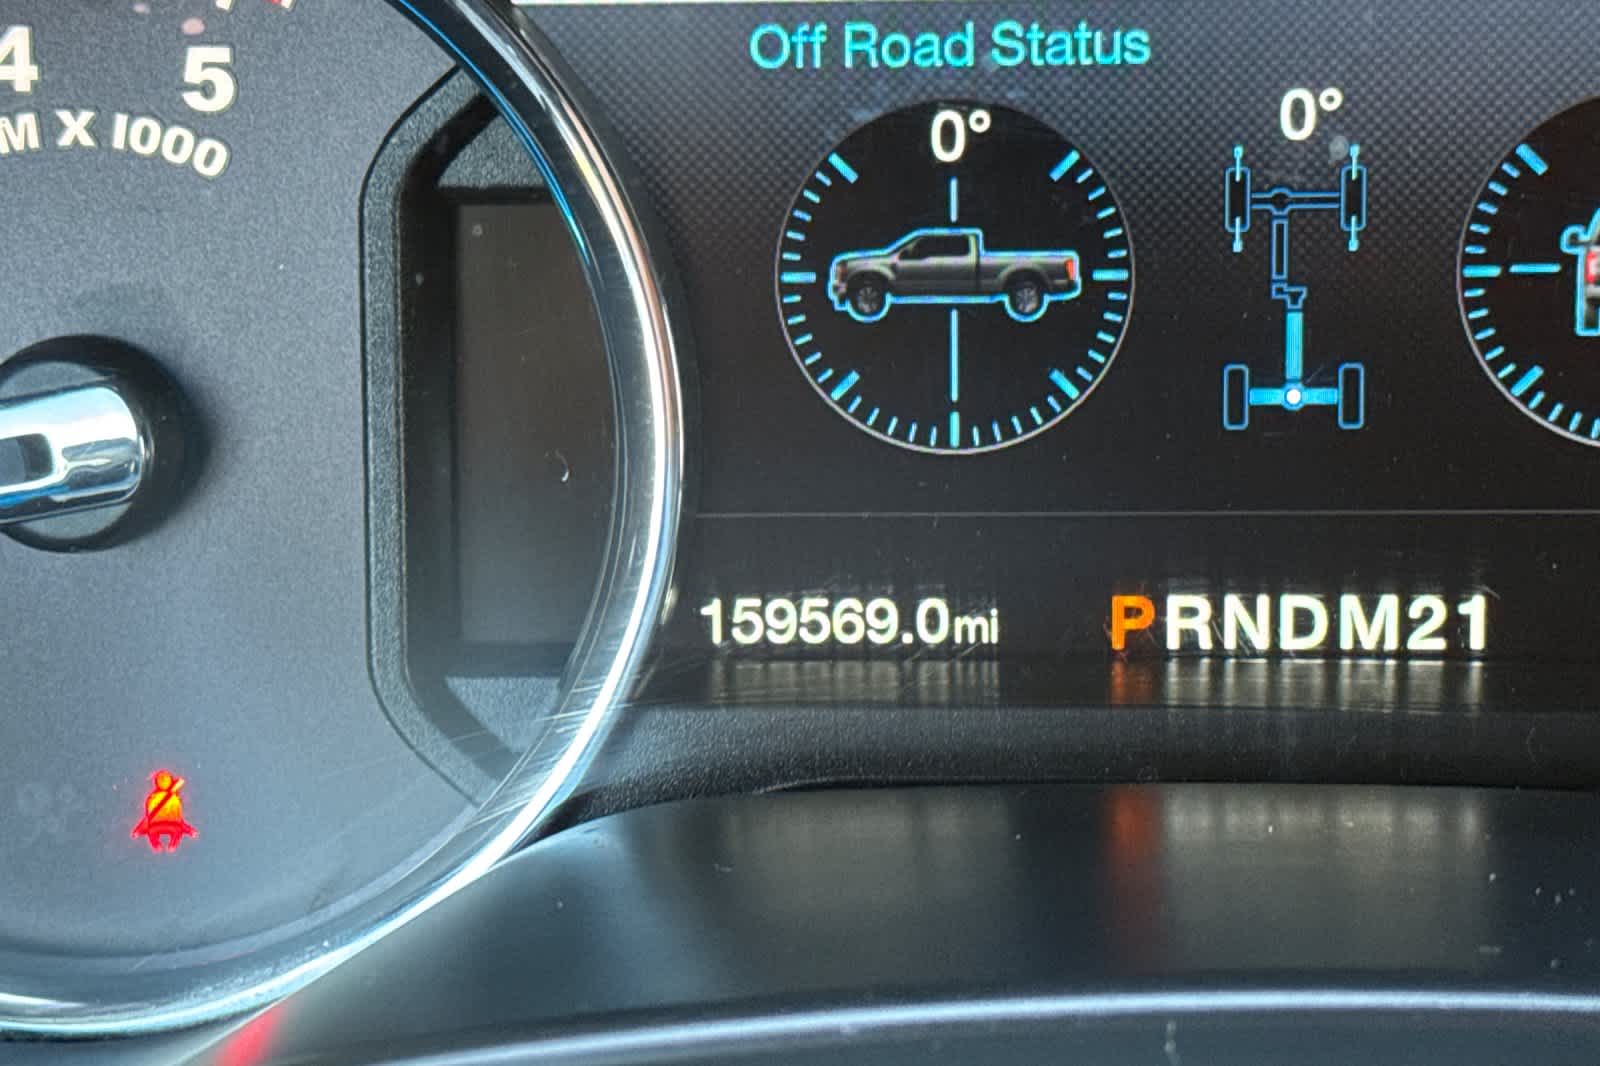 Off Road Status
4 5
X 1000
0° 0°
159569.0mi PRNDM21